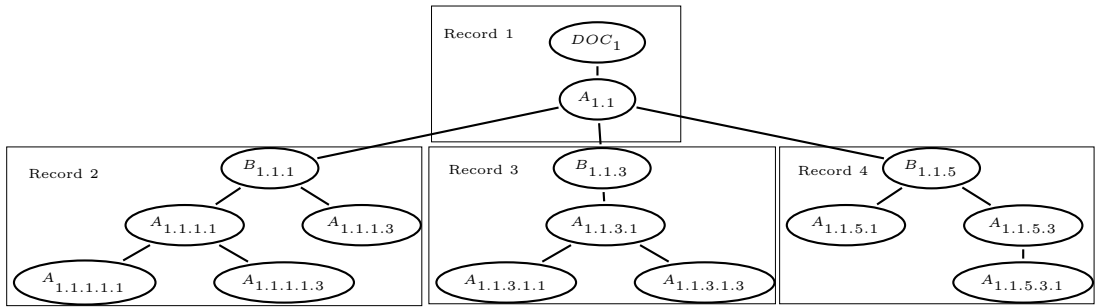 Record 1
DOC1
A1.1
Record 2
B1.1.1
Record 3
B1.1.3
Record 4
B1.1.5
A1.1.1.1
A1.1.1.3
A1.1.3.1
A1.1.5.1
A1.1.5.3
A1.1.1.1.1
A1.1.1.1.3
A1.1.3.1.1
A1.1.3.1.3
A1.1.5.3.1